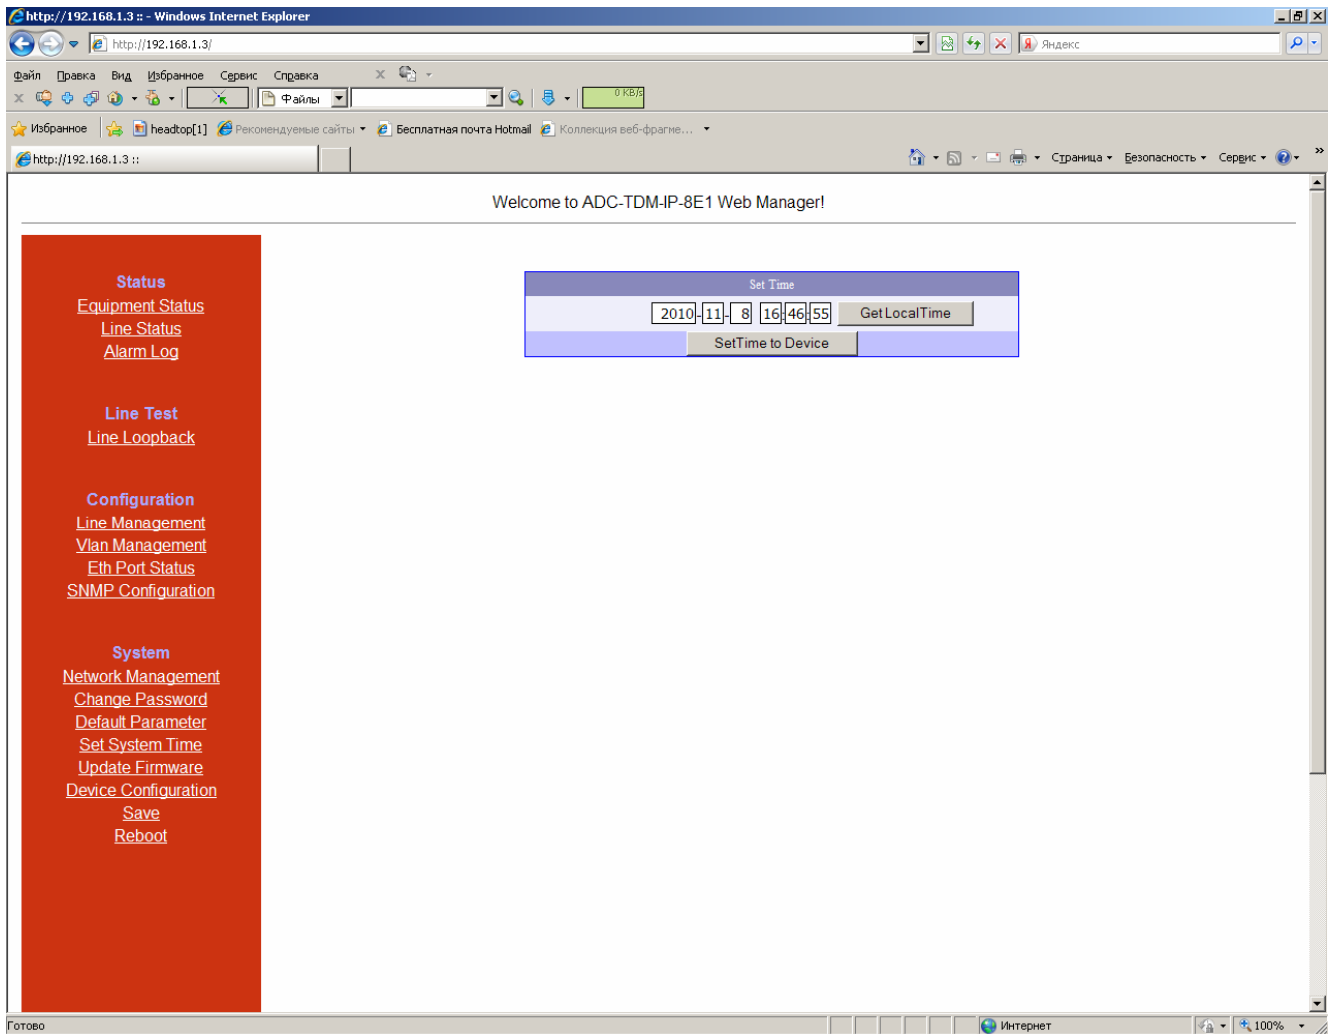 http://192.168.1.3 :: - Windows Internet Explorer
http://192.168.1.3/
Яндекс
Файл Правка Вид Избранное Сервис Справка
Файлы
0 KB/s
Избранное headtop[1] Рекомендуемые сайты Бесплатная почта Hotmail Коллекция веб-фрагме...
http://192.168.1.3 ::
Страница Безопасность Сервис »
Welcome to ADC-TDM-IP-8E1 Web Manager!
Status
Equipment Status
Line Status
Alarm Log
Line Test
Line Loopback
Configuration
Line Management
Vlan Management
Eth Port Status
SNMP Configuration
System
Network Management
Change Password
Default Parameter
Set System Time
Update Firmware
Device Configuration
Save
Reboot
Set Time
2010-11-8 16:46:55 Get LocalTime
SetTime to Device
Готово
Интернет
100%